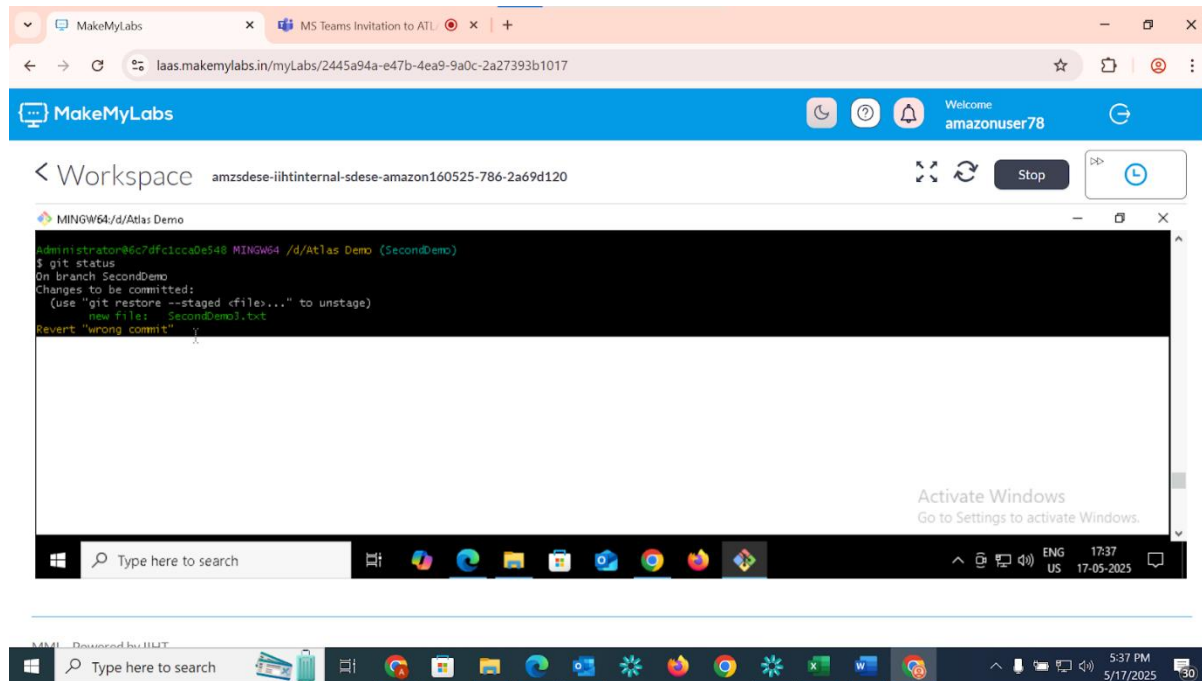 MakeMyLabs
MS Teams Invitation to ATL
laas.makemylabs.in/myLabs/2445a94a-e47b-4ea9-9a0c-2a27393b1017
MakeMyLabs
Welcome
amazonuser78
Workspace amzsdese-iihtinternal-sdese-amazon160525-786-2a69d120
Stop
MINGW64:/d/Atlas Demo
Administrator@6c7dfc1cca0e548 MINGW64 /d/Atlas Demo (SecondDemo)
$ git status
On branch SecondDemo
Changes to be committed:
(use "git restore --staged <file>..." to unstage)
new file: SecondDemo3.txt
Revert "wrong commit"
Activate Windows
Go to Settings to activate Windows.
Type here to search
ENG
US
17:37
17-05-2025
MML Powered by IIHT
Type here to search
5:37 PM
5/17/2025
30